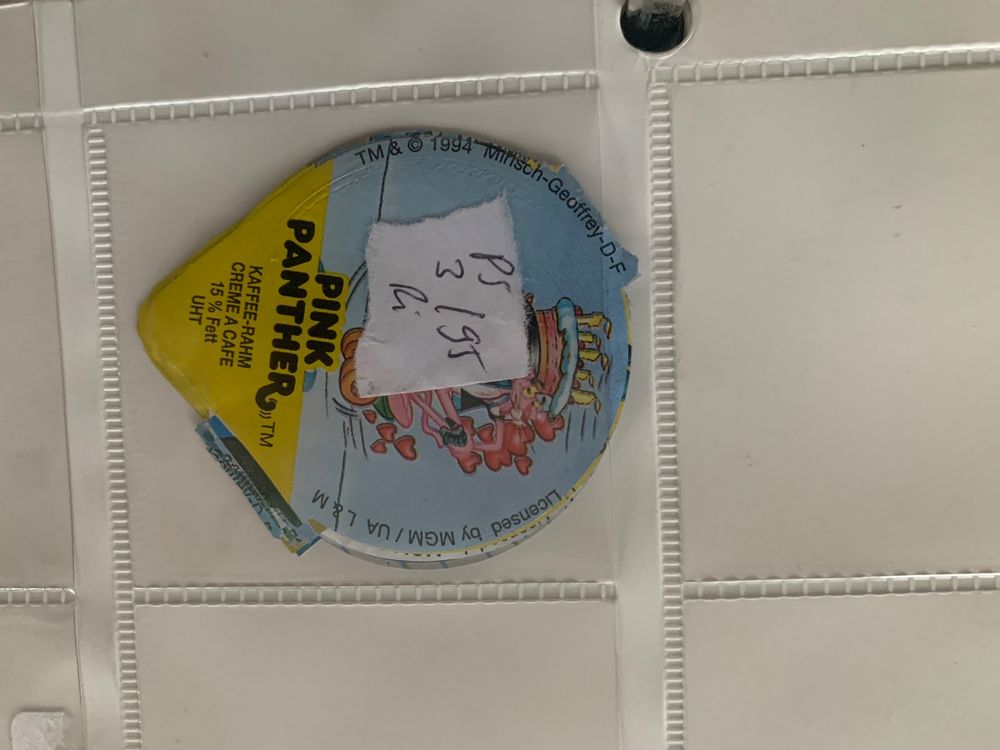 TM & © 1994 Mirisch-Geoffrey-D-F
PINK
PANTHER TM
KAFFEE-RAHM
CREME A CAFE
15 % Fett
UHT
PS
3 / 95
Ri
Licensed by MGM / UA L & M